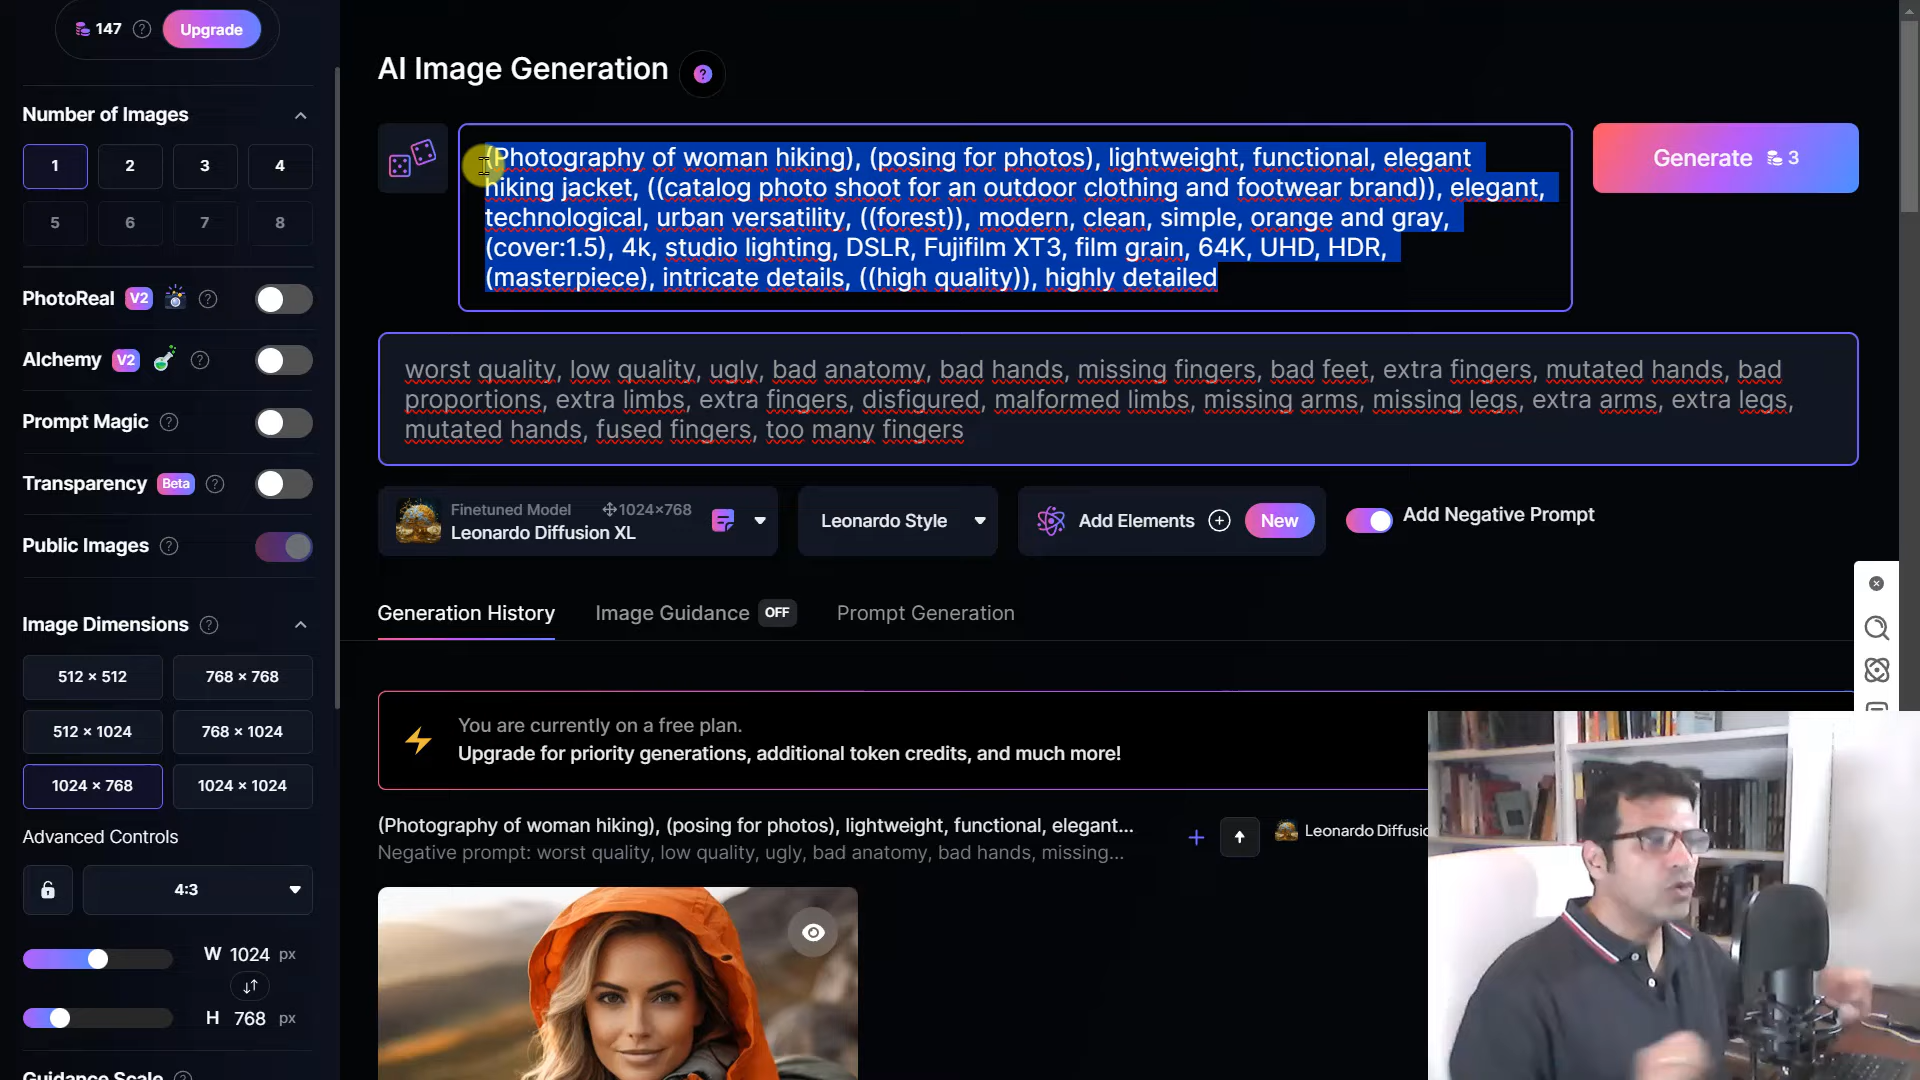 147
Upgrade
Number of Images
1 2 3 4
5 6 7 8
PhotoReal V2
Alchemy V2
Prompt Magic
Transparency Beta
Public Images
Image Dimensions
512 × 512 768 × 768
512 × 1024 768 × 1024
1024 × 768 1024 × 1024
Advanced Controls
4:3
W 1024 px
H 768 px
Guidance Scale
AI Image Generation
(Photography of woman hiking), (posing for photos), lightweight, functional, elegant
hiking jacket, ((catalog photo shoot for an outdoor clothing and footwear brand)), elegant,
technological, urban versatility, ((forest)), modern, clean, simple, orange and gray,
(cover:1.5), 4k, studio lighting, DSLR, Fujifilm XT3, film grain, 64K, UHD, HDR,
(masterpiece), intricate details, ((high quality)), highly detailed
Generate 3
worst quality, low quality, ugly, bad anatomy, bad hands, missing fingers, bad feet, extra fingers, mutated hands, bad
proportions, extra limbs, extra fingers, disfigured, malformed limbs, missing arms, missing legs, extra arms, extra legs,
mutated hands, fused fingers, too many fingers
Finetuned Model 1024×768
Leonardo Diffusion XL
Leonardo Style
Add Elements
New
Add Negative Prompt
Generation History
Image Guidance OFF
Prompt Generation
You are currently on a free plan.
Upgrade for priority generations, additional token credits, and much more!
(Photography of woman hiking), (posing for photos), lightweight, functional, elegant...
Negative prompt: worst quality, low quality, ugly, bad anatomy, bad hands, missing...
Leonardo Diffusic